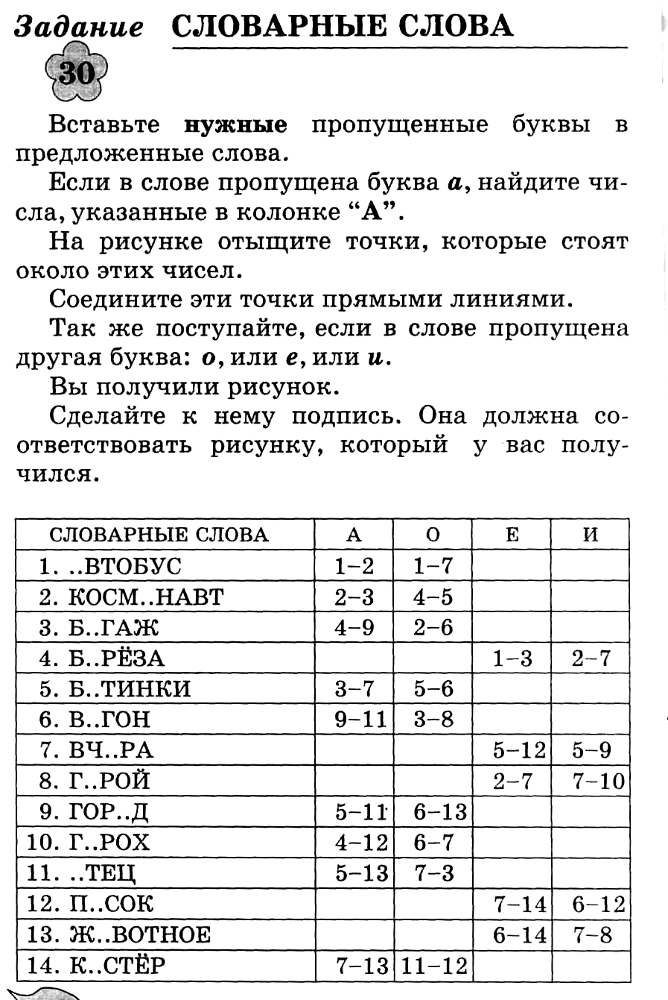 Задание СЛОВАРНЫЕ СЛОВА
30
Вставьте нужные пропущенные буквы в
предложенные слова.
Если в слове пропущена буква а, найдите чи-
сла, указанные в колонке “А”.
На рисунке отыщите точки, которые стоят
около этих чисел.
Соедините эти точки прямыми линиями.
Так же поступайте, если в слове пропущена
другая буква: о, или е, или и.
Вы получили рисунок.
Сделайте к нему подпись. Она должна со-
ответствовать рисунку, который у вас полу-
чился.
СЛОВАРНЫЕ СЛОВА А О Е И
1. ..ВТОБУС 1–2 1–7
2. КОСМ..НАВТ 2–3 4–5
3. Б..ГАЖ 4–9 2–6
4. Б..РЁЗА 1–3 2–7
5. Б..ТИНКИ 3–7 5–6
6. В..ГОН 9–11 3–8
7. ВЧ..РА 5–12 5–9
8. Г..РОЙ 2–7 7–10
9. ГОР..Д 5–11 6–13
10. Г..РОХ 4–12 6–7
11. ..ТЕЦ 5–13 7–3
12. П..СОК 7–14 6–12
13. Ж..ВОТНОЕ 6–14 7–8
14. К..СТЁР 7–13 11–12